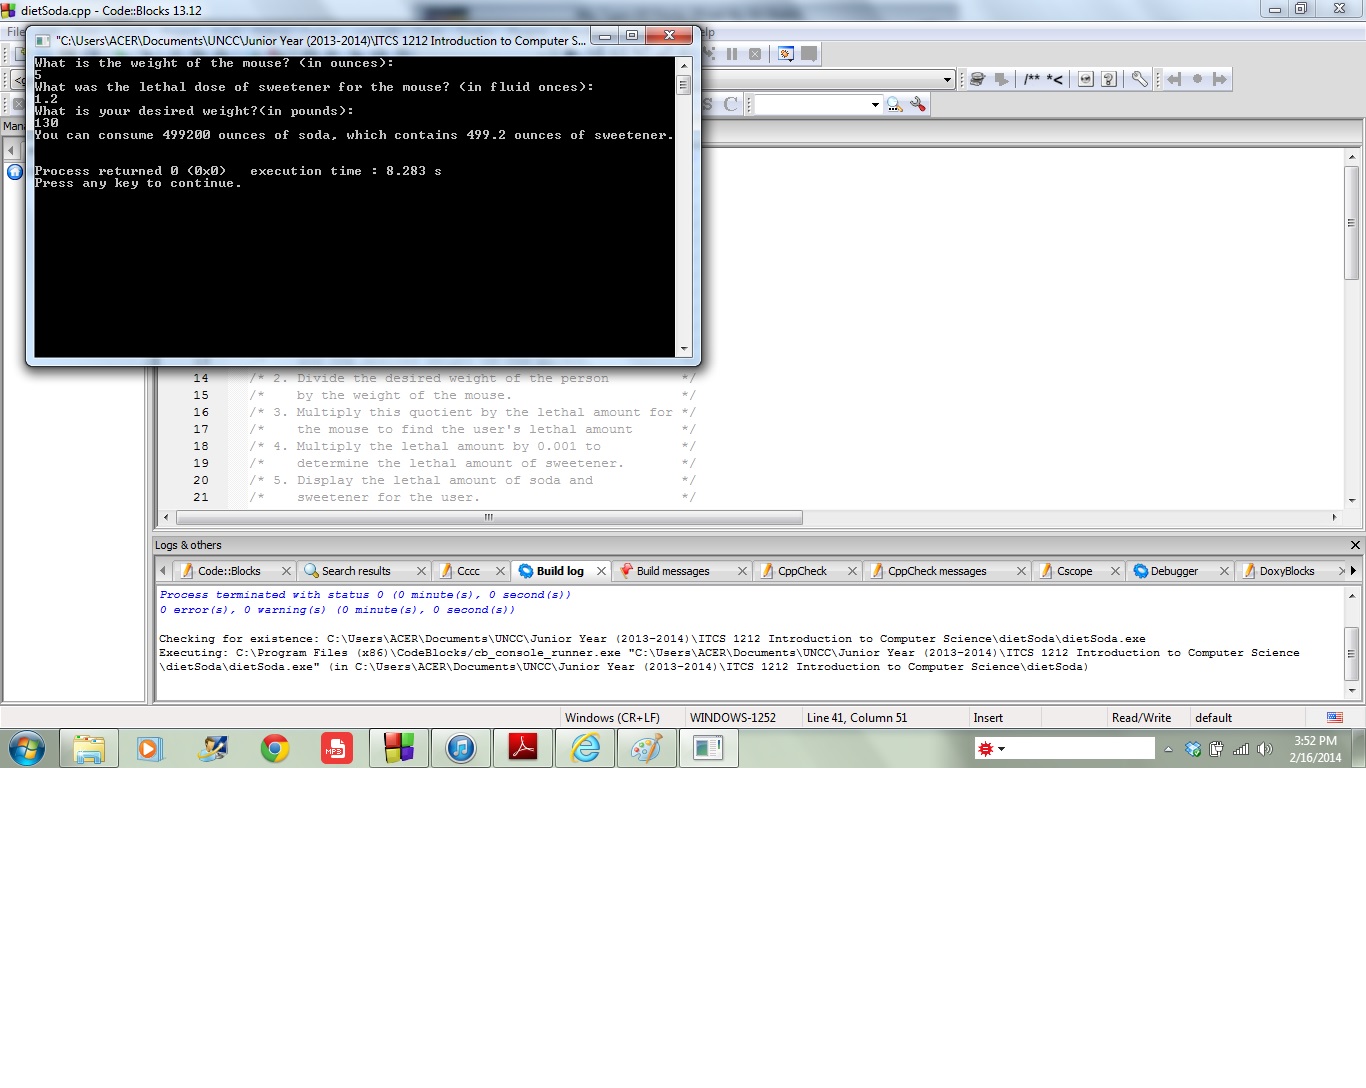 dietSoda.cpp - Code::Blocks 13.12
"C:\Users\ACER\Documents\UNCC\Junior Year (2013-2014)\ITCS 1212 Introduction to Computer S...
What is the weight of the mouse? (in ounces):
5
What was the lethal dose of sweetener for the mouse? (in fluid onces):
1.2
What is your desired weight?(in pounds):
130
You can consume 499200 ounces of soda, which contains 499.2 ounces of sweetener.
Process returned 0 (0x0)   execution time : 8.283 s
Press any key to continue.
/** *<
S C
14 /* 2. Divide the desired weight of the person */
15 /* by the weight of the mouse. */
16 /* 3. Multiply this quotient by the lethal amount for */
17 /* the mouse to find the user's lethal amount */
18 /* 4. Multiply the lethal amount by 0.001 to */
19 /* determine the lethal amount of sweetener. */
20 /* 5. Display the lethal amount of soda and */
21 /* sweetener for the user. */
Logs & others
Code::Blocks Search results Cccc Build log Build messages CppCheck CppCheck messages Cscope Debugger DoxyBlocks
Process terminated with status 0 (0 minute(s), 0 second(s))
0 error(s), 0 warning(s) (0 minute(s), 0 second(s))
Checking for existence: C:\Users\ACER\Documents\UNCC\Junior Year (2013-2014)\ITCS 1212 Introduction to Computer Science\dietSoda\dietSoda.exe
Executing: C:\Program Files (x86)\CodeBlocks/cb_console_runner.exe "C:\Users\ACER\Documents\UNCC\Junior Year (2013-2014)\ITCS 1212 Introduction to Computer Science
\dietSoda\dietSoda.exe" (in C:\Users\ACER\Documents\UNCC\Junior Year (2013-2014)\ITCS 1212 Introduction to Computer Science\dietSoda)
Windows (CR+LF) WINDOWS-1252 Line 41, Column 51 Insert Read/Write default
MP3
3:52 PM
2/16/2014